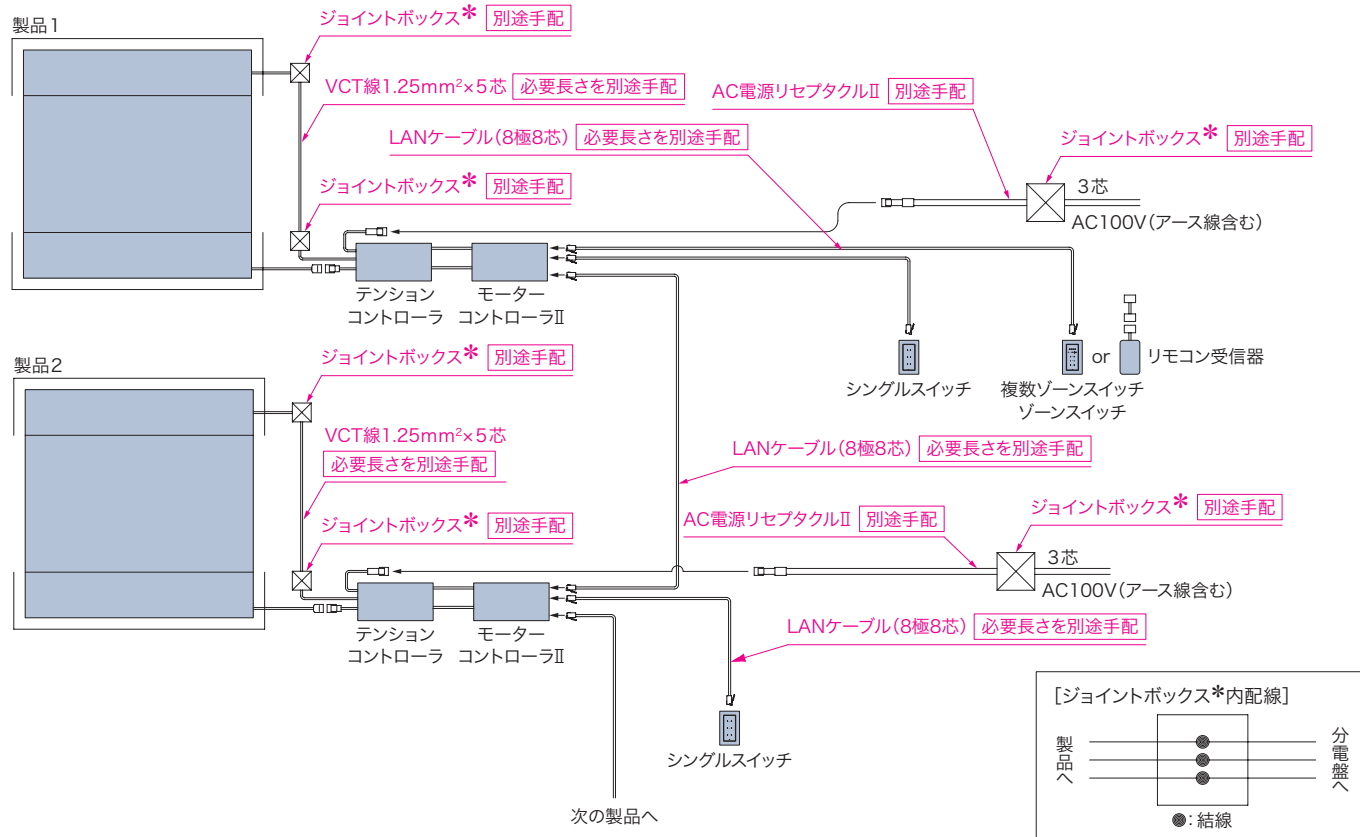 製品1
ジョイントボックス* 別途手配
VCT線1.25mm²×5芯 必要長さを別途手配
AC電源リセプタクルⅡ 別途手配
LANケーブル(8極8芯) 必要長さを別途手配
ジョイントボックス* 別途手配
ジョイントボックス* 別途手配
3芯
AC100V(アース線含む)
テンション
コントローラ
モーター
コントローラⅡ
シングルスイッチ
複数ゾーンスイッチ
ゾーンスイッチ
or
リモコン受信器
製品2
ジョイントボックス* 別途手配
VCT線1.25mm²×5芯
必要長さを別途手配
LANケーブル(8極8芯) 必要長さを別途手配
ジョイントボックス* 別途手配
AC電源リセプタクルⅡ 別途手配
ジョイントボックス* 別途手配
3芯
AC100V(アース線含む)
テンション
コントローラ
モーター
コントローラⅡ
LANケーブル(8極8芯) 必要長さを別途手配
シングルスイッチ
次の製品へ
[ジョイントボックス*内配線]
製品へ
分電盤へ
◎:結線